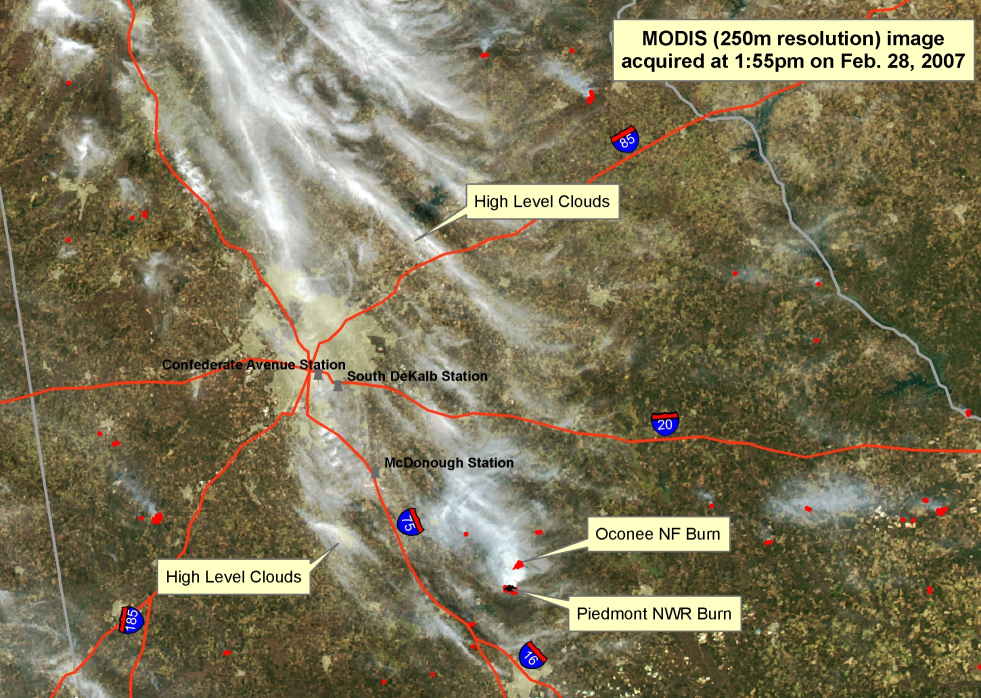 MODIS (250m resolution) image
acquired at 1:55pm on Feb. 28, 2007
85
High Level Clouds
Confederate Avenue Station
South DeKalb Station
20
McDonough Station
75
Oconee NF Burn
High Level Clouds
Piedmont NWR Burn
185
16